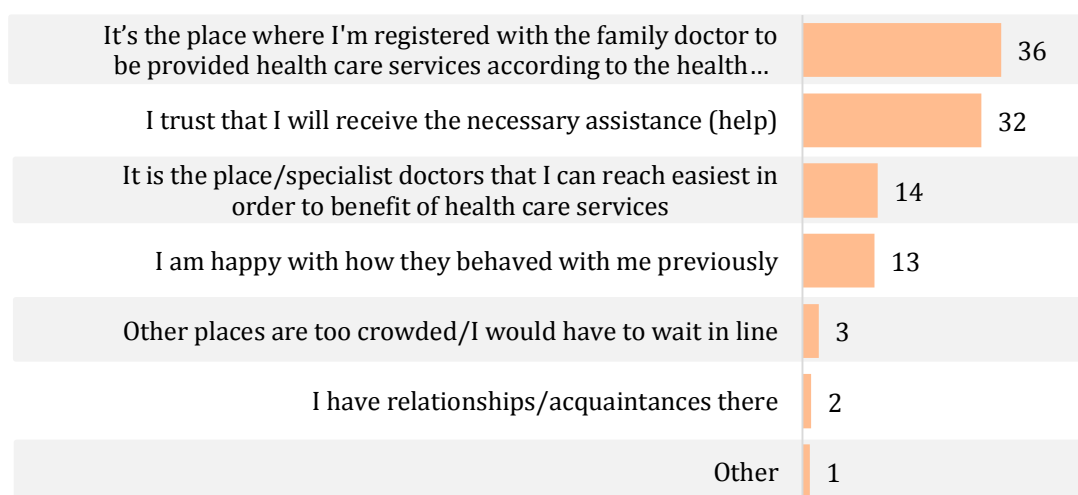 It’s the place where I'm registered with the family doctor to
be provided health care services according to the health…
36
I trust that I will receive the necessary assistance (help)
32
It is the place/specialist doctors that I can reach easiest in
order to benefit of health care services
14
I am happy with how they behaved with me previously
13
Other places are too crowded/I would have to wait in line
3
I have relationships/acquaintances there
2
Other
1